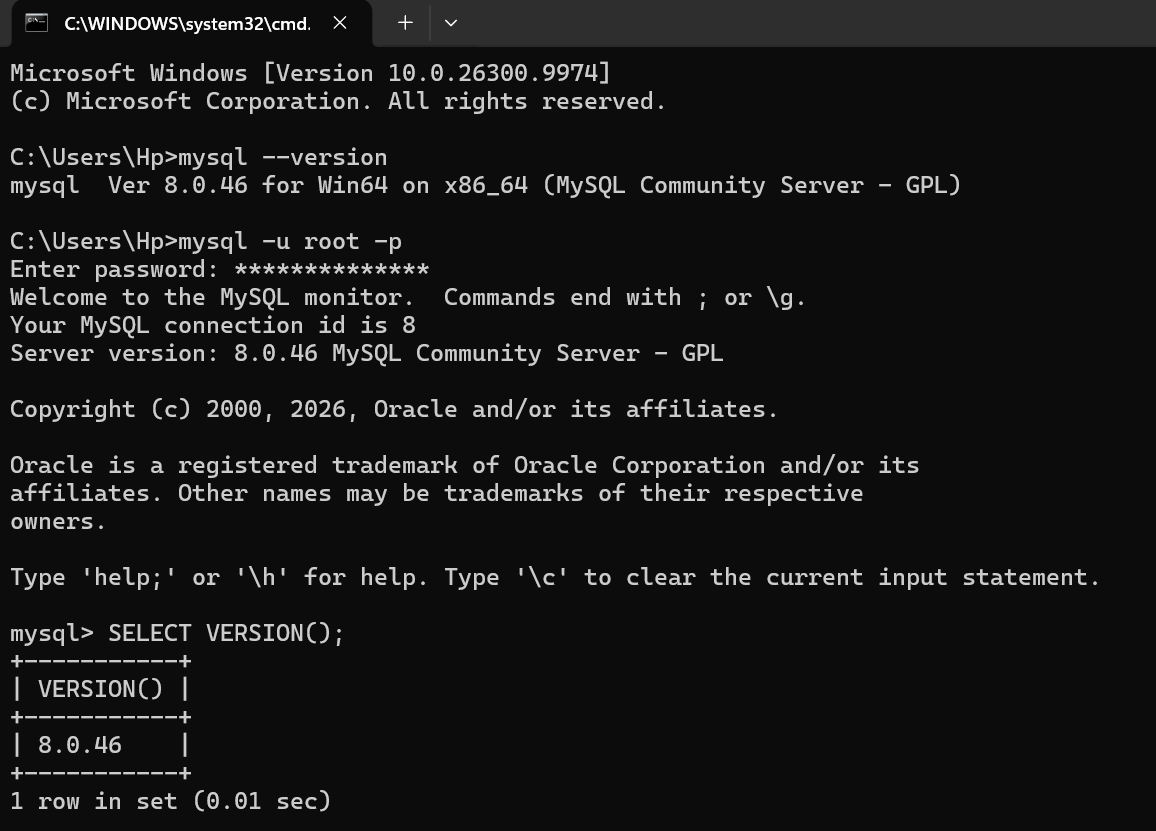 C:\WINDOWS\system32\cmd.
Microsoft Windows [Version 10.0.26300.9974]
(c) Microsoft Corporation. All rights reserved.
C:\Users\Hp>mysql --version
mysql  Ver 8.0.46 for Win64 on x86_64 (MySQL Community Server - GPL)
C:\Users\Hp>mysql -u root -p
Enter password: **************
Welcome to the MySQL monitor.  Commands end with ; or \g.
Your MySQL connection id is 8
Server version: 8.0.46 MySQL Community Server - GPL
Copyright (c) 2000, 2026, Oracle and/or its affiliates.
Oracle is a registered trademark of Oracle Corporation and/or its
affiliates. Other names may be trademarks of their respective
owners.
Type 'help;' or '\h' for help. Type '\c' to clear the current input statement.
mysql> SELECT VERSION();
+-----------+
| VERSION() |
+-----------+
| 8.0.46    |
+-----------+
1 row in set (0.01 sec)